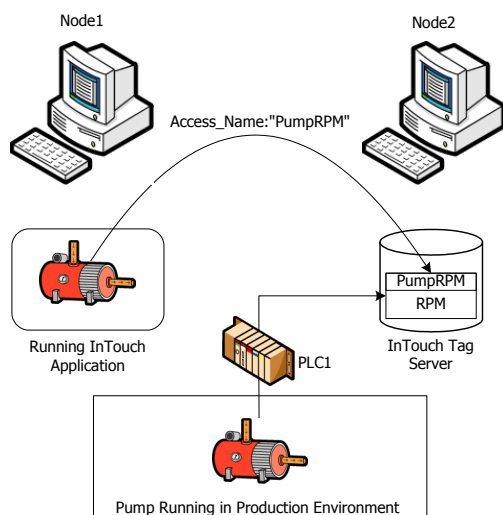 Node1
Node2
Access_Name:"PumpRPM"
PumpRPM
RPM
Running InTouch
Application
InTouch Tag
Server
PLC1
Pump Running in Production Environment